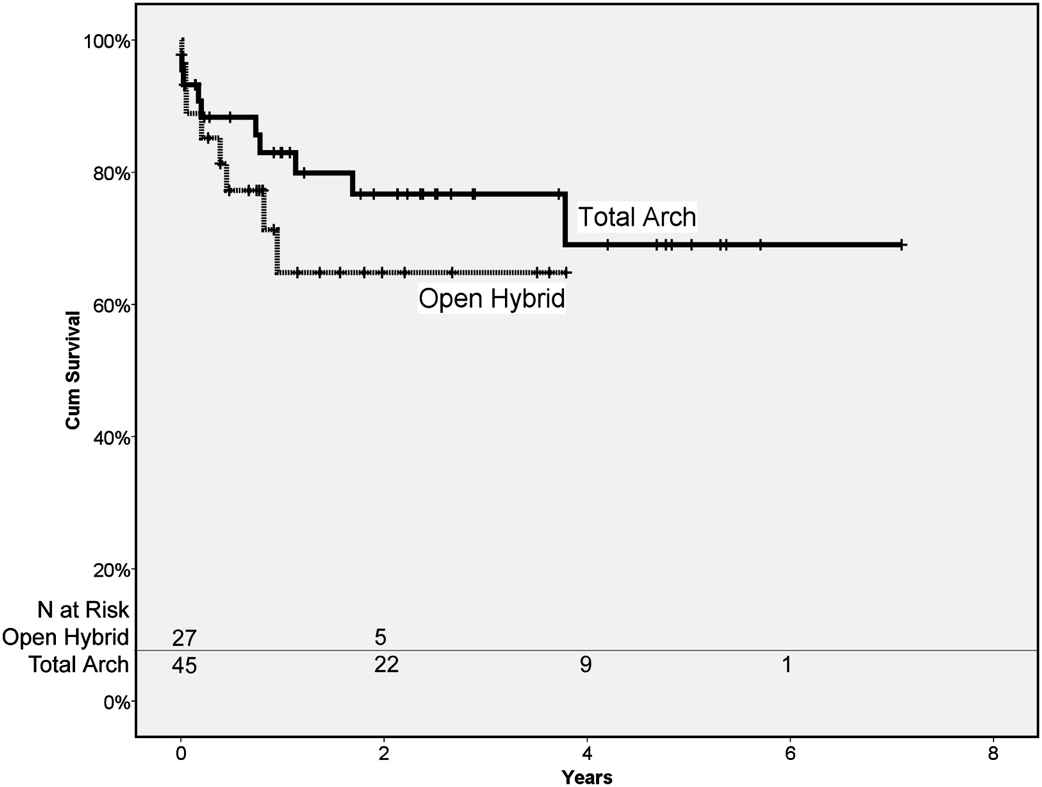 100%
80%
Total Arch
Open Hybrid
60%
Cum Survival
40%
20%
N at Risk
Open Hybrid 27 5
Total Arch 45 22 9 1
0%
0 2 4 6 8
Years